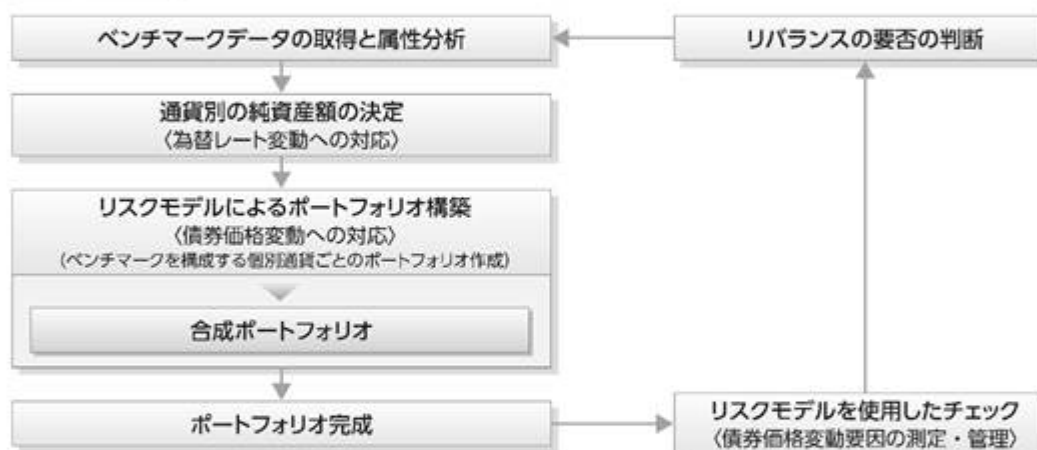 ベンチマークデータの取得と属性分析
リバランスの要否の判断
通貨別の純資産額の決定
〈為替レート変動への対応〉
リスクモデルによるポートフォリオ構築
〈債券価格変動への対応〉
(ベンチマークを構成する個別通貨ごとのポートフォリオ作成)
合成ポートフォリオ
ポートフォリオ完成
リスクモデルを使用したチェック
〈債券価格変動要因の測定・管理〉